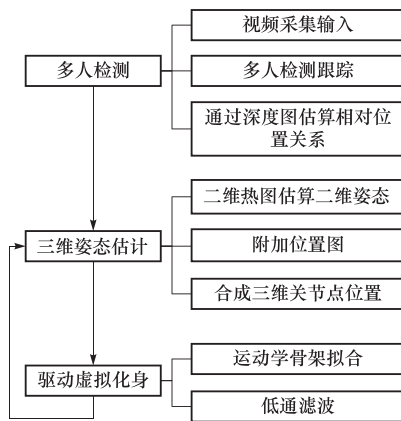 多人检测
视频采集输入
多人检测跟踪
通过深度图估算相对位
置关系
三维姿态估计
二维热图估算二维姿态
附加位置图
合成三维关节点位置
驱动虚拟化身
运动学骨架拟合
低通滤波